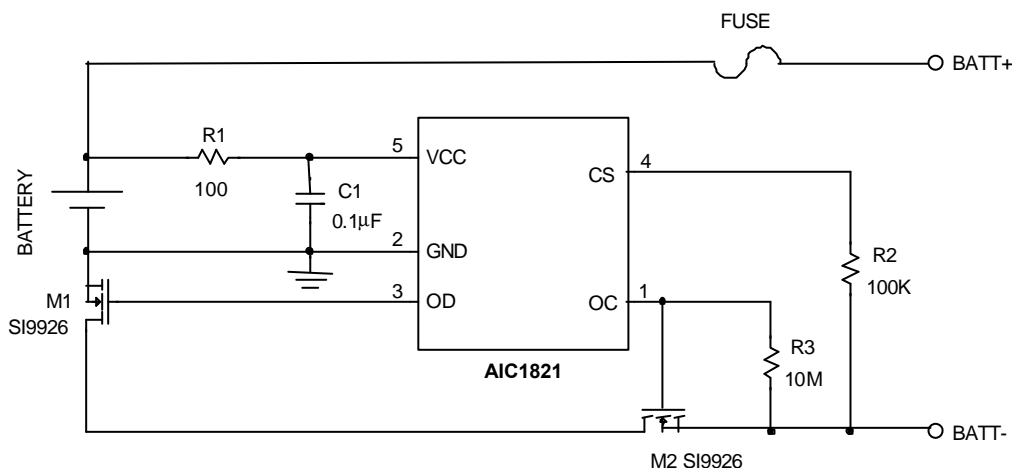 FUSE
BATT+
R1
100
5
VCC
CS
4
BATTERY
C1
0.1μF
2
GND
R2
100K
M1
SI9926
3
OD
OC
1
R3
10M
AIC1821
M2 SI9926
BATT-